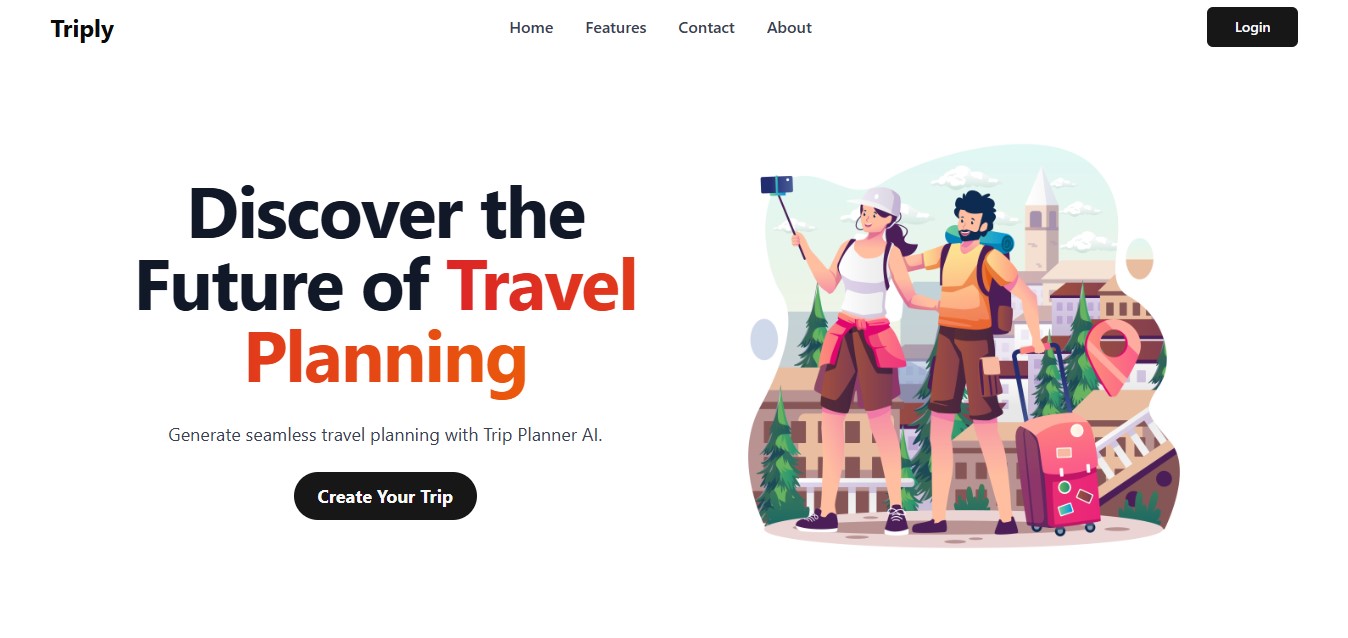 Triply
Home
Features
Contact
About
Login
Discover the
Future of Travel
Planning
Generate seamless travel planning with Trip Planner AI.
Create Your Trip